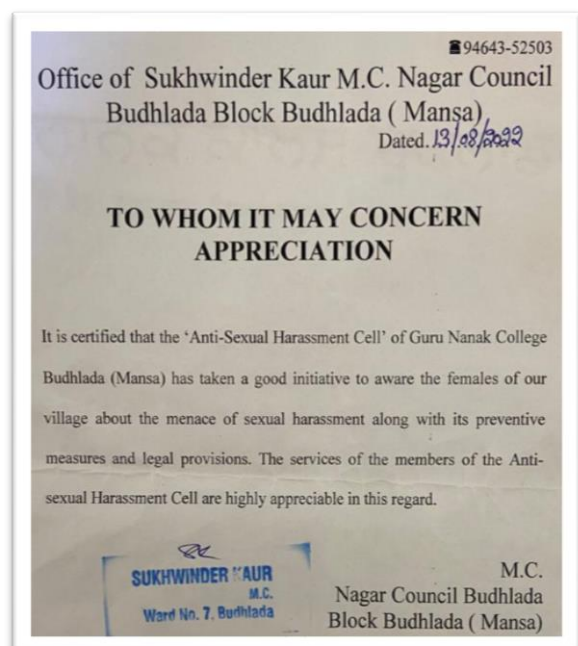 ☎94643-52503
Office of Sukhwinder Kaur M.C. Nagar Council
Budhlada Block Budhlada ( Mansa)
Dated.13/08/2022
TO WHOM IT MAY CONCERN
APPRECIATION
It is certified that the ‘Anti-Sexual Harassment Cell’ of Guru Nanak College
Budhlada (Mansa) has taken a good initiative to aware the females of our
village about the menace of sexual harassment along with its preventive
measures and legal provisions. The services of the members of the Anti-
sexual Harassment Cell are highly appreciable in this regard.
SUKHWINDER KAUR
M.C.
Ward No. 7, Budhlada
M.C.
Nagar Council Budhlada
Block Budhlada ( Mansa)